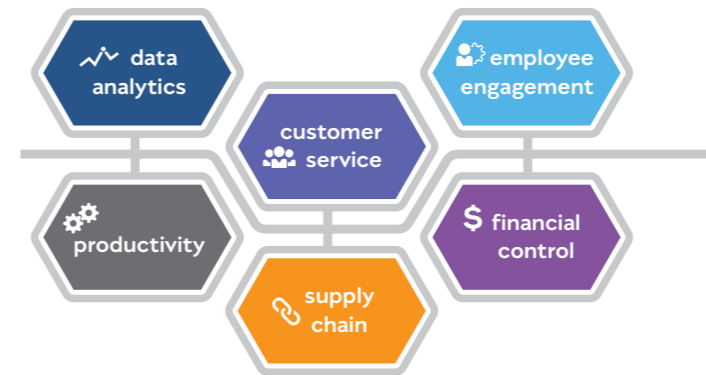 data
analytics
productivity
customer
service
supply
chain
employee
engagement
$ financial
control